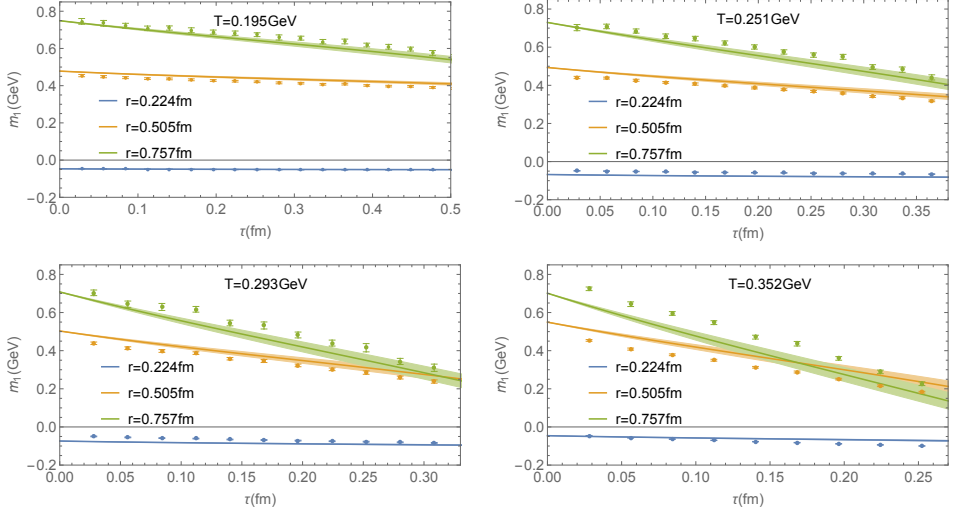 T=0.195GeV
0.8
0.6
0.4
0.2
0.0
−0.2
m₁(GeV)
r=0.224fm
r=0.505fm
r=0.757fm
0.0 0.1 0.2 0.3 0.4 0.5
τ(fm)
T=0.251GeV
0.8
0.6
0.4
0.2
0.0
−0.2
m₁(GeV)
r=0.224fm
r=0.505fm
r=0.757fm
0.00 0.05 0.10 0.15 0.20 0.25 0.30 0.35
τ(fm)
T=0.293GeV
0.8
0.6
0.4
0.2
0.0
−0.2
m₁(GeV)
r=0.224fm
r=0.505fm
r=0.757fm
0.00 0.05 0.10 0.15 0.20 0.25 0.30
τ(fm)
T=0.352GeV
0.8
0.6
0.4
0.2
0.0
−0.2
m₁(GeV)
r=0.224fm
r=0.505fm
r=0.757fm
0.00 0.05 0.10 0.15 0.20 0.25
τ(fm)